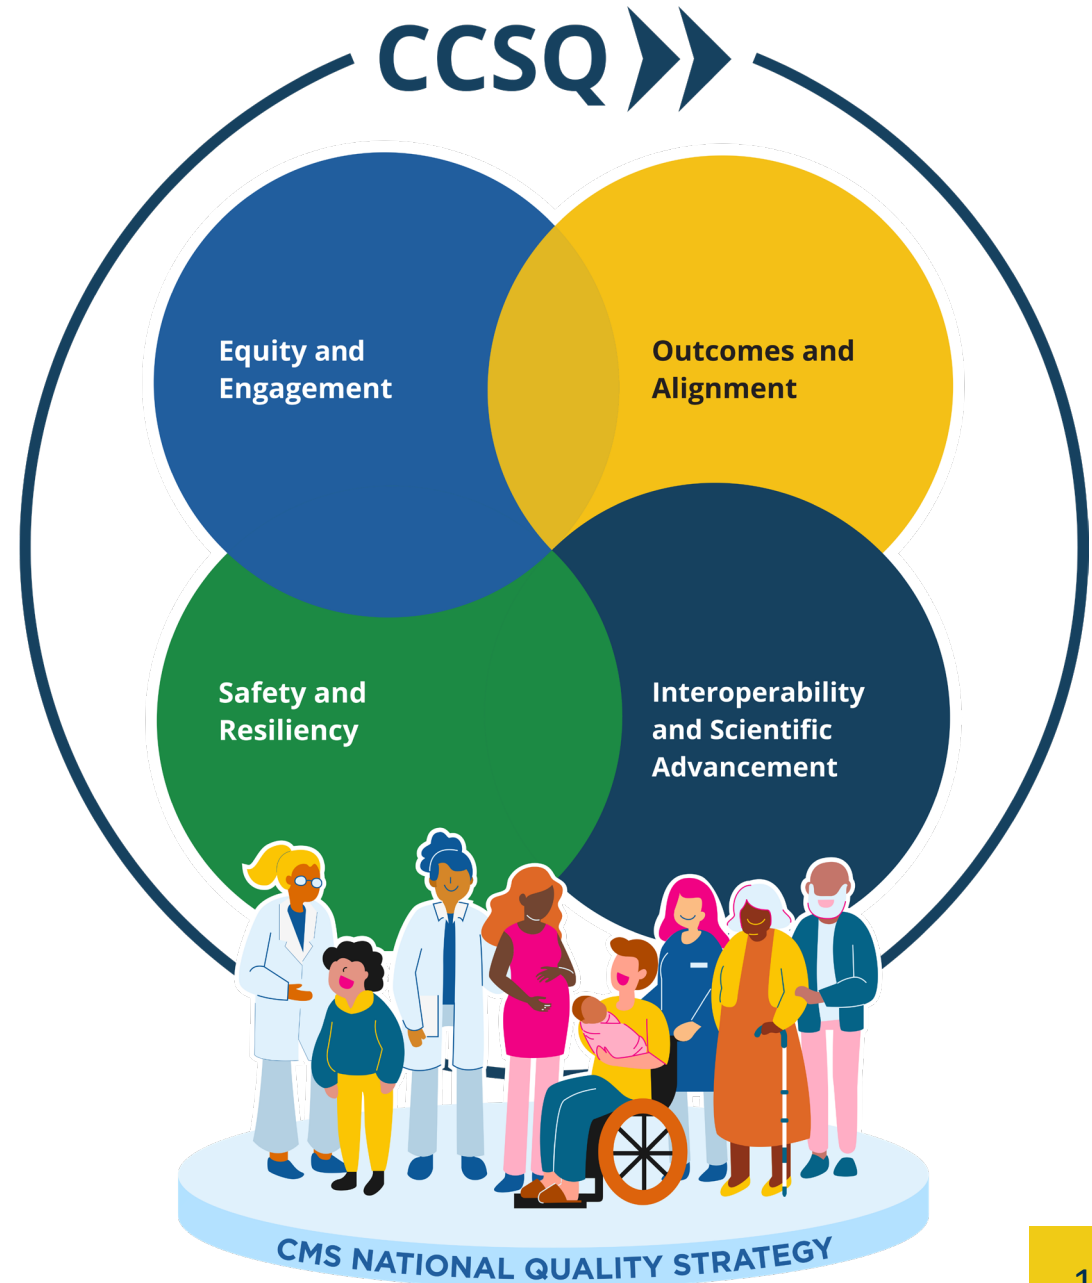 CCSQ
Equity and
Engagement
Outcomes and
Alignment
Safety and
Resiliency
Interoperability
and Scientific
Advancement
CMS NATIONAL QUALITY STRATEGY